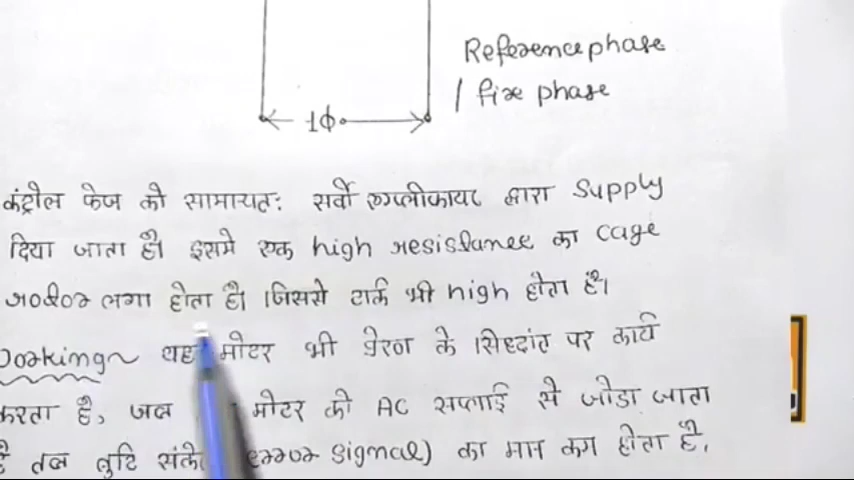 Reference phase
/ fixe phase
1φ
कंट्रोल फेज को सामायतः सर्वो एम्प्लीफायर द्वारा Supply
दिया जाता है। इसमे एक high resistance का cage
rotor लगा होता है। जिससे टार्क भी high होता है।
working यह मोटर भी प्रेरण के सिध्दांत पर कार्य
करता है, जब मोटर को AC सप्लाई से जोडा जाता
है तब त्रुटि error signal) का मान कम होता है,